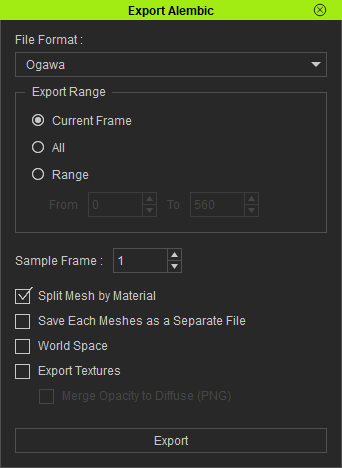 Export Alembic
File Format :
Ogawa
Export Range
Current Frame
All
Range
From 0 To 560
Sample Frame : 1
Split Mesh by Material
Save Each Meshes as a Separate File
World Space
Export Textures
Merge Opacity to Diffuse (PNG)
Export